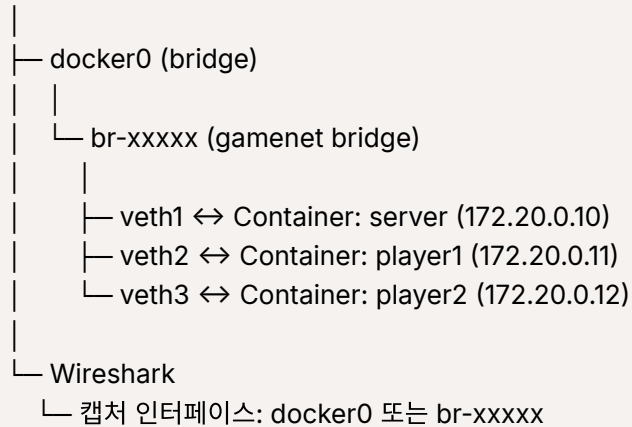 │
├─ docker0 (bridge)
│ │
│ └─ br-xxxxx (gamenet bridge)
│ │
│ ├─ veth1 ↔ Container: server (172.20.0.10)
│ ├─ veth2 ↔ Container: player1 (172.20.0.11)
│ └─ veth3 ↔ Container: player2 (172.20.0.12)
│
└─ Wireshark
└─ 캡처 인터페이스: docker0 또는 br-xxxxx